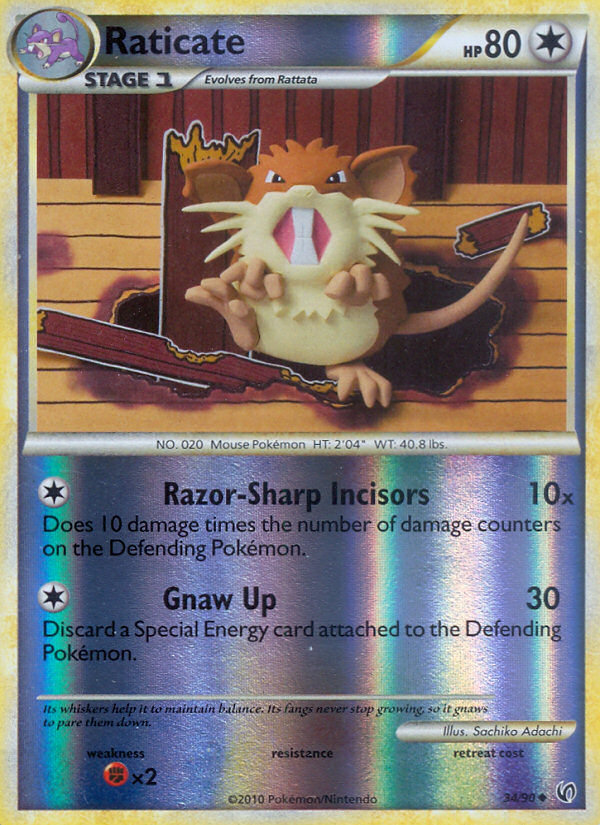 Raticate
HP 80
STAGE 1
Evolves from Rattata
NO. 020 Mouse Pokémon HT: 2'04" WT: 40.8 lbs.
Razor-Sharp Incisors 10x
Does 10 damage times the number of damage counters
on the Defending Pokémon.
Gnaw Up 30
Discard a Special Energy card attached to the Defending
Pokémon.
Its whiskers help it to maintain balance. Its fangs never stop growing, so it gnaws
to pare them down.
Illus. Sachiko Adachi
weakness resistance retreat cost
x2
©2010 Pokémon/Nintendo 34/90